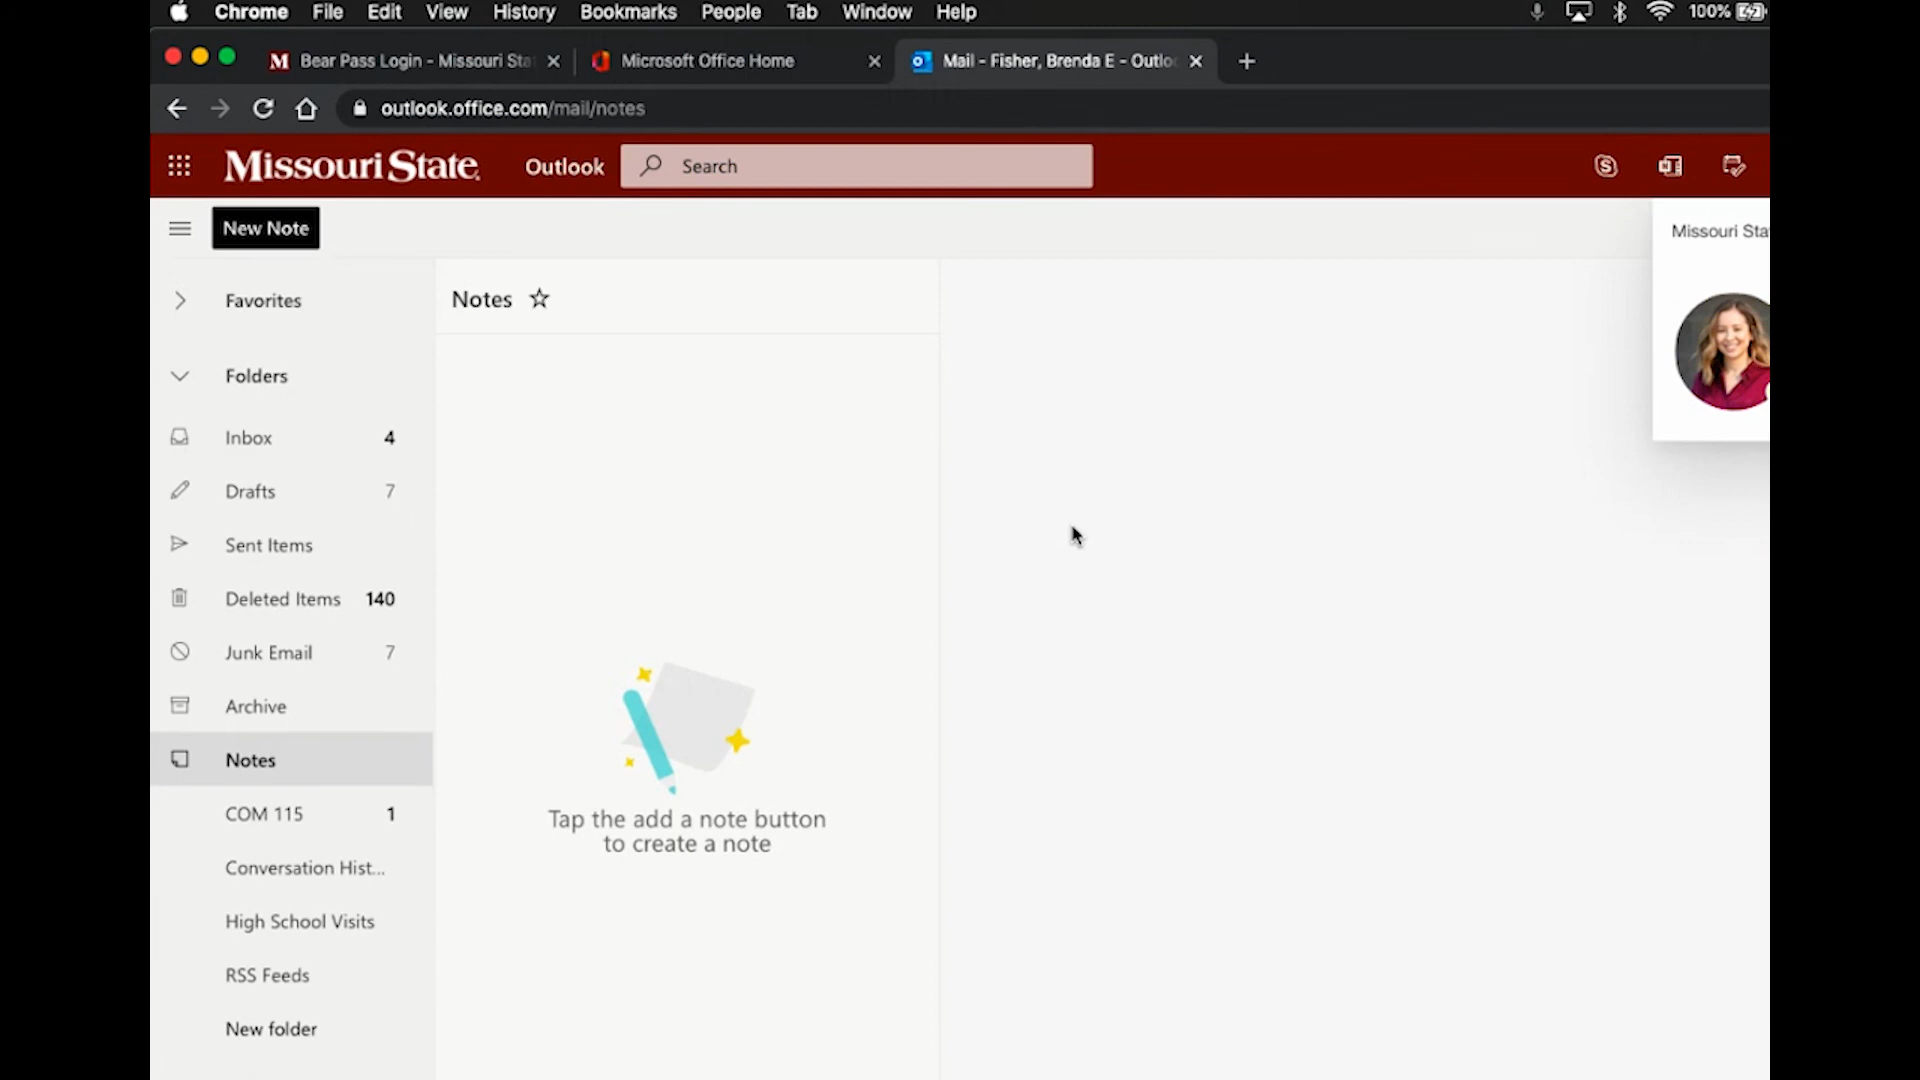 Chrome File Edit View History Bookmarks People Tab Window Help 100%
Bear Pass Login - Missouri Sta Microsoft Office Home Mail - Fisher, Brenda E - Outlo
outlook.office.com/mail/notes
Missouri State Outlook Search
New Note
Missouri Sta
Favorites
Notes
Folders
Inbox 4
Drafts 7
Sent Items
Deleted Items 140
Junk Email 7
Archive
Notes
COM 115 1
Tap the add a note button
to create a note
Conversation Hist...
High School Visits
RSS Feeds
New folder